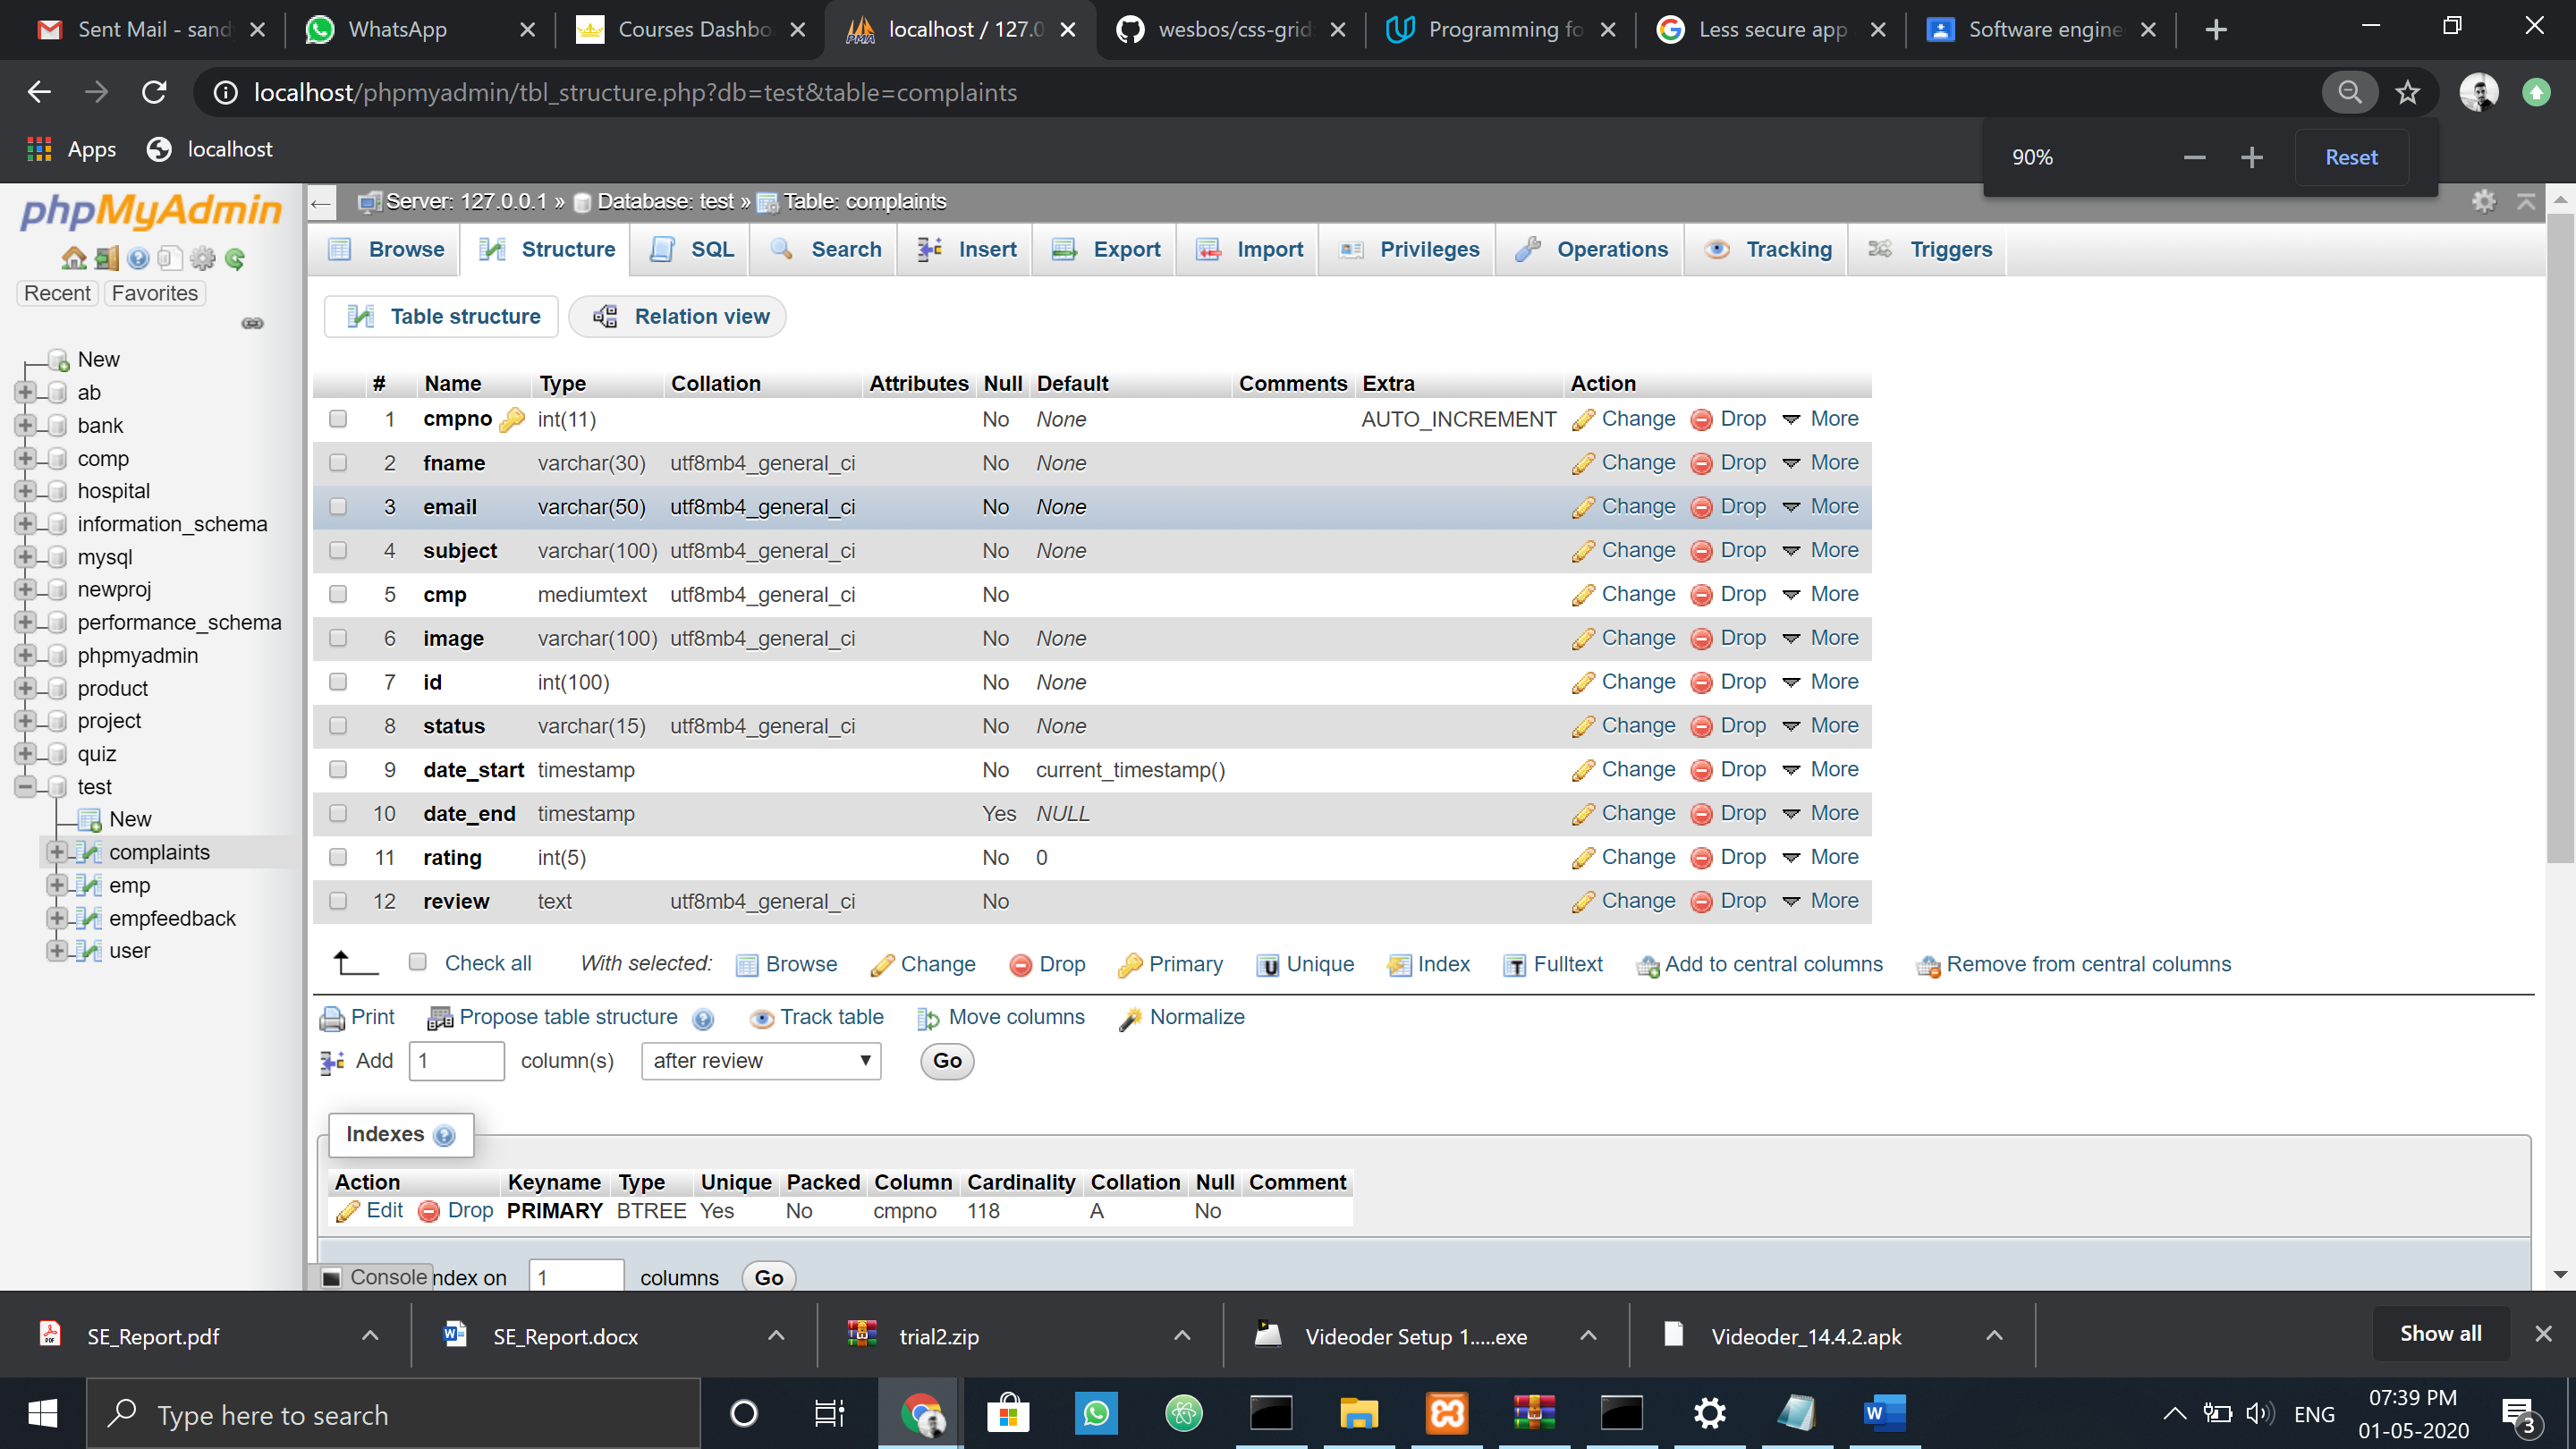 Sent Mail - sand
WhatsApp
Courses Dashbo
localhost / 127.0
wesbos/css-grid
Programming fo
Less secure app
Software engine
localhost/phpmyadmin/tbl_structure.php?db=test&table=complaints
Apps
localhost
90%
Reset
phpMyAdmin
Recent
Favorites
New
ab
bank
comp
hospital
information_schema
mysql
newproj
performance_schema
phpmyadmin
product
project
quiz
test
New
complaints
emp
empfeedback
user
Server: 127.0.0.1 » Database: test » Table: complaints
Browse Structure SQL Search Insert Export Import Privileges Operations Tracking Triggers
Table structure Relation view
# Name Type Collation Attributes Null Default Comments Extra Action
1 cmpno int(11) No None AUTO_INCREMENT Change Drop More
2 fname varchar(30) utf8mb4_general_ci No None Change Drop More
3 email varchar(50) utf8mb4_general_ci No None Change Drop More
4 subject varchar(100) utf8mb4_general_ci No None Change Drop More
5 cmp mediumtext utf8mb4_general_ci No Change Drop More
6 image varchar(100) utf8mb4_general_ci No None Change Drop More
7 id int(100) No None Change Drop More
8 status varchar(15) utf8mb4_general_ci No None Change Drop More
9 date_start timestamp No current_timestamp() Change Drop More
10 date_end timestamp Yes NULL Change Drop More
11 rating int(5) No 0 Change Drop More
12 review text utf8mb4_general_ci No Change Drop More
Check all With selected: Browse Change Drop Primary Unique Index Fulltext Add to central columns Remove from central columns
Print Propose table structure Track table Move columns Normalize
Add 1 column(s) after review Go
Indexes
Action Keyname Type Unique Packed Column Cardinality Collation Null Comment
Edit Drop PRIMARY BTREE Yes No cmpno 118 A No
Console ndex on 1 columns Go
SE_Report.pdf
SE_Report.docx
trial2.zip
Videoder Setup 1.....exe
Videoder_14.4.2.apk
Show all
Type here to search
ENG
07:39 PM
01-05-2020
3